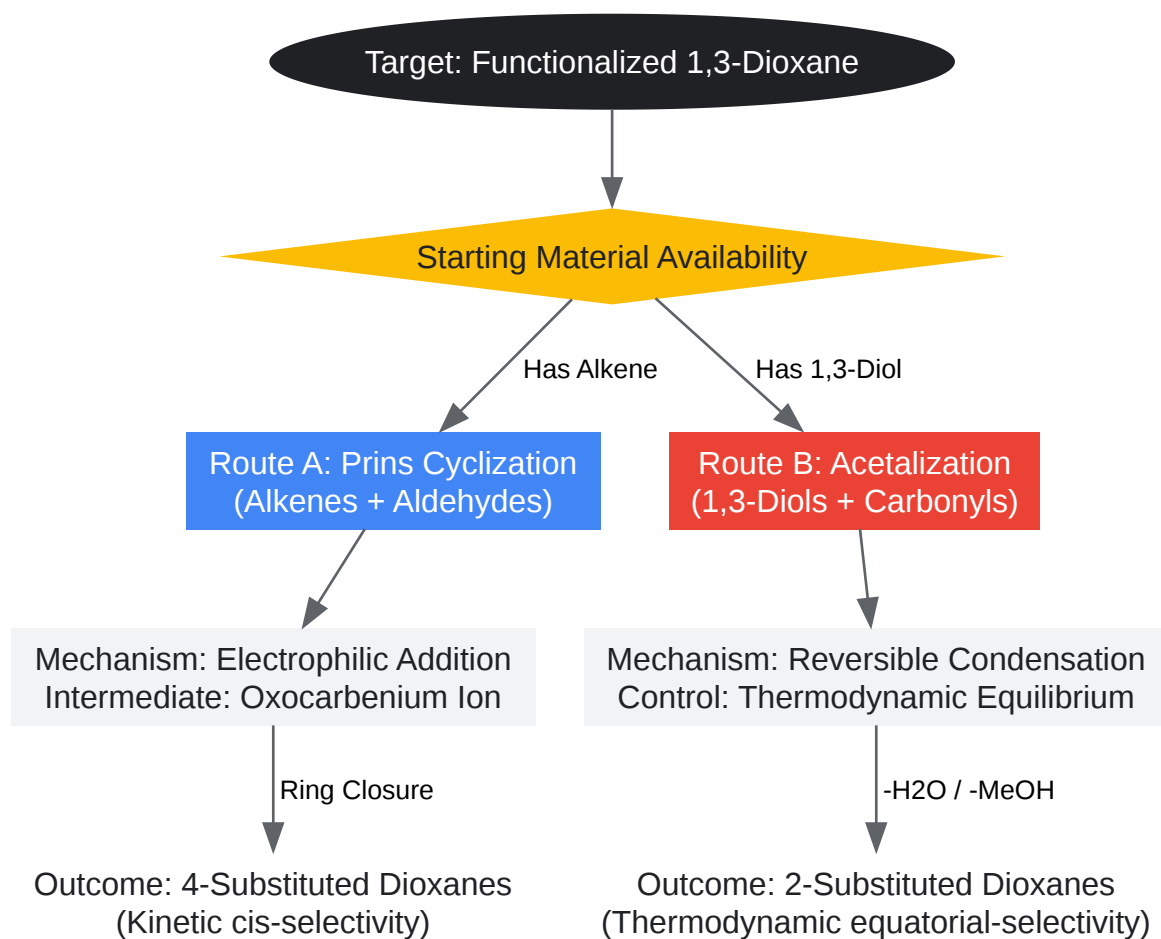 Target: Functionalized 1,3-Dioxane
Starting Material Availability
Has Alkene
Has 1,3-Diol
Route A: Prins Cyclization
(Alkenes + Aldehydes)
Route B: Acetalization
(1,3-Diols + Carbonyls)
Mechanism: Electrophilic Addition
Intermediate: Oxocarbenium Ion
Mechanism: Reversible Condensation
Control: Thermodynamic Equilibrium
Ring Closure
-H2O / -MeOH
Outcome: 4-Substituted Dioxanes
(Kinetic cis-selectivity)
Outcome: 2-Substituted Dioxanes
(Thermodynamic equatorial-selectivity)